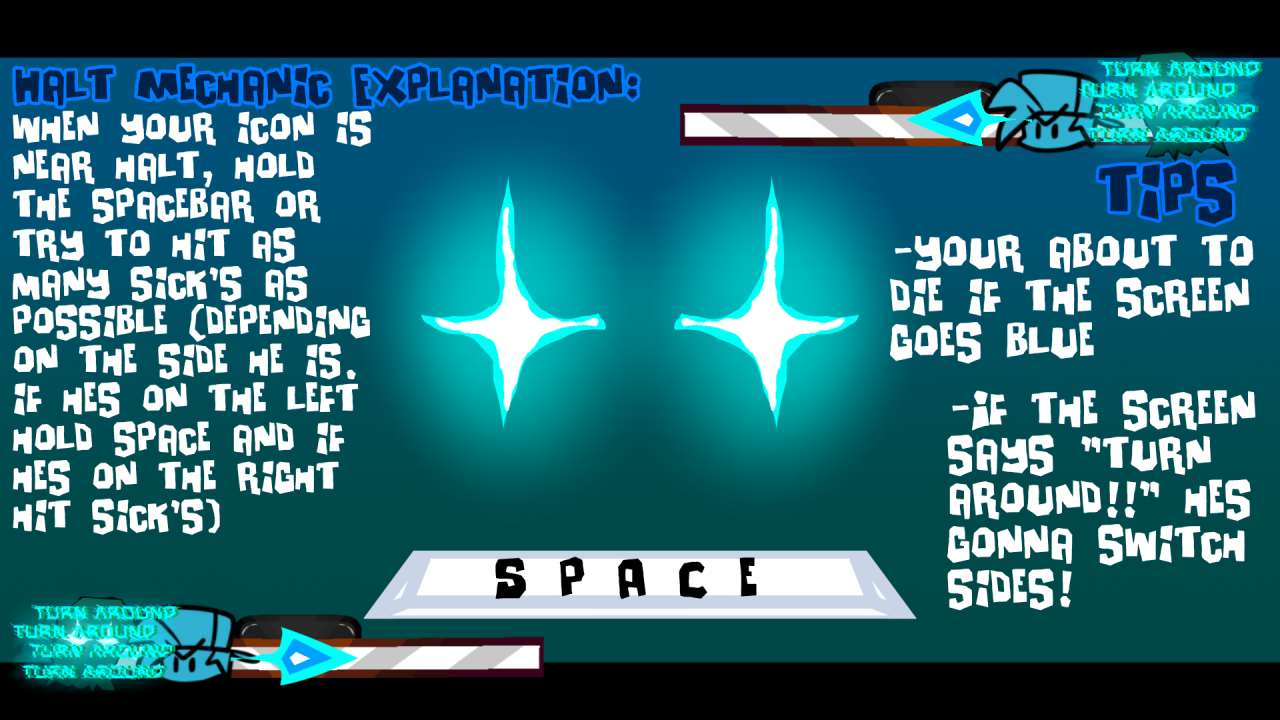 HALT MECHANIC EXPLANATION:
WHEN YOUR ICON IS
NEAR HALT, HOLD
THE SPACEBAR OR
TRY TO HIT AS
MANY SICK'S AS
POSSIBLE (DEPENDING
ON THE SIDE HE IS.
IF HES ON THE LEFT
HOLD SPACE AND IF
HES ON THE RIGHT
HIT SICK'S)
TURN AROUND
TURN AROUND
TURN AROUND
TURN AROUND
TIPS
-YOUR ABOUT TO
DIE IF THE SCREEN
GOES BLUE
-IF THE SCREEN
SAYS "TURN
AROUND!!" HES
GONNA SWITCH
SIDES!
SPACE
TURN AROUND
TURN AROUND
TURN AROUND
TURN AROUND